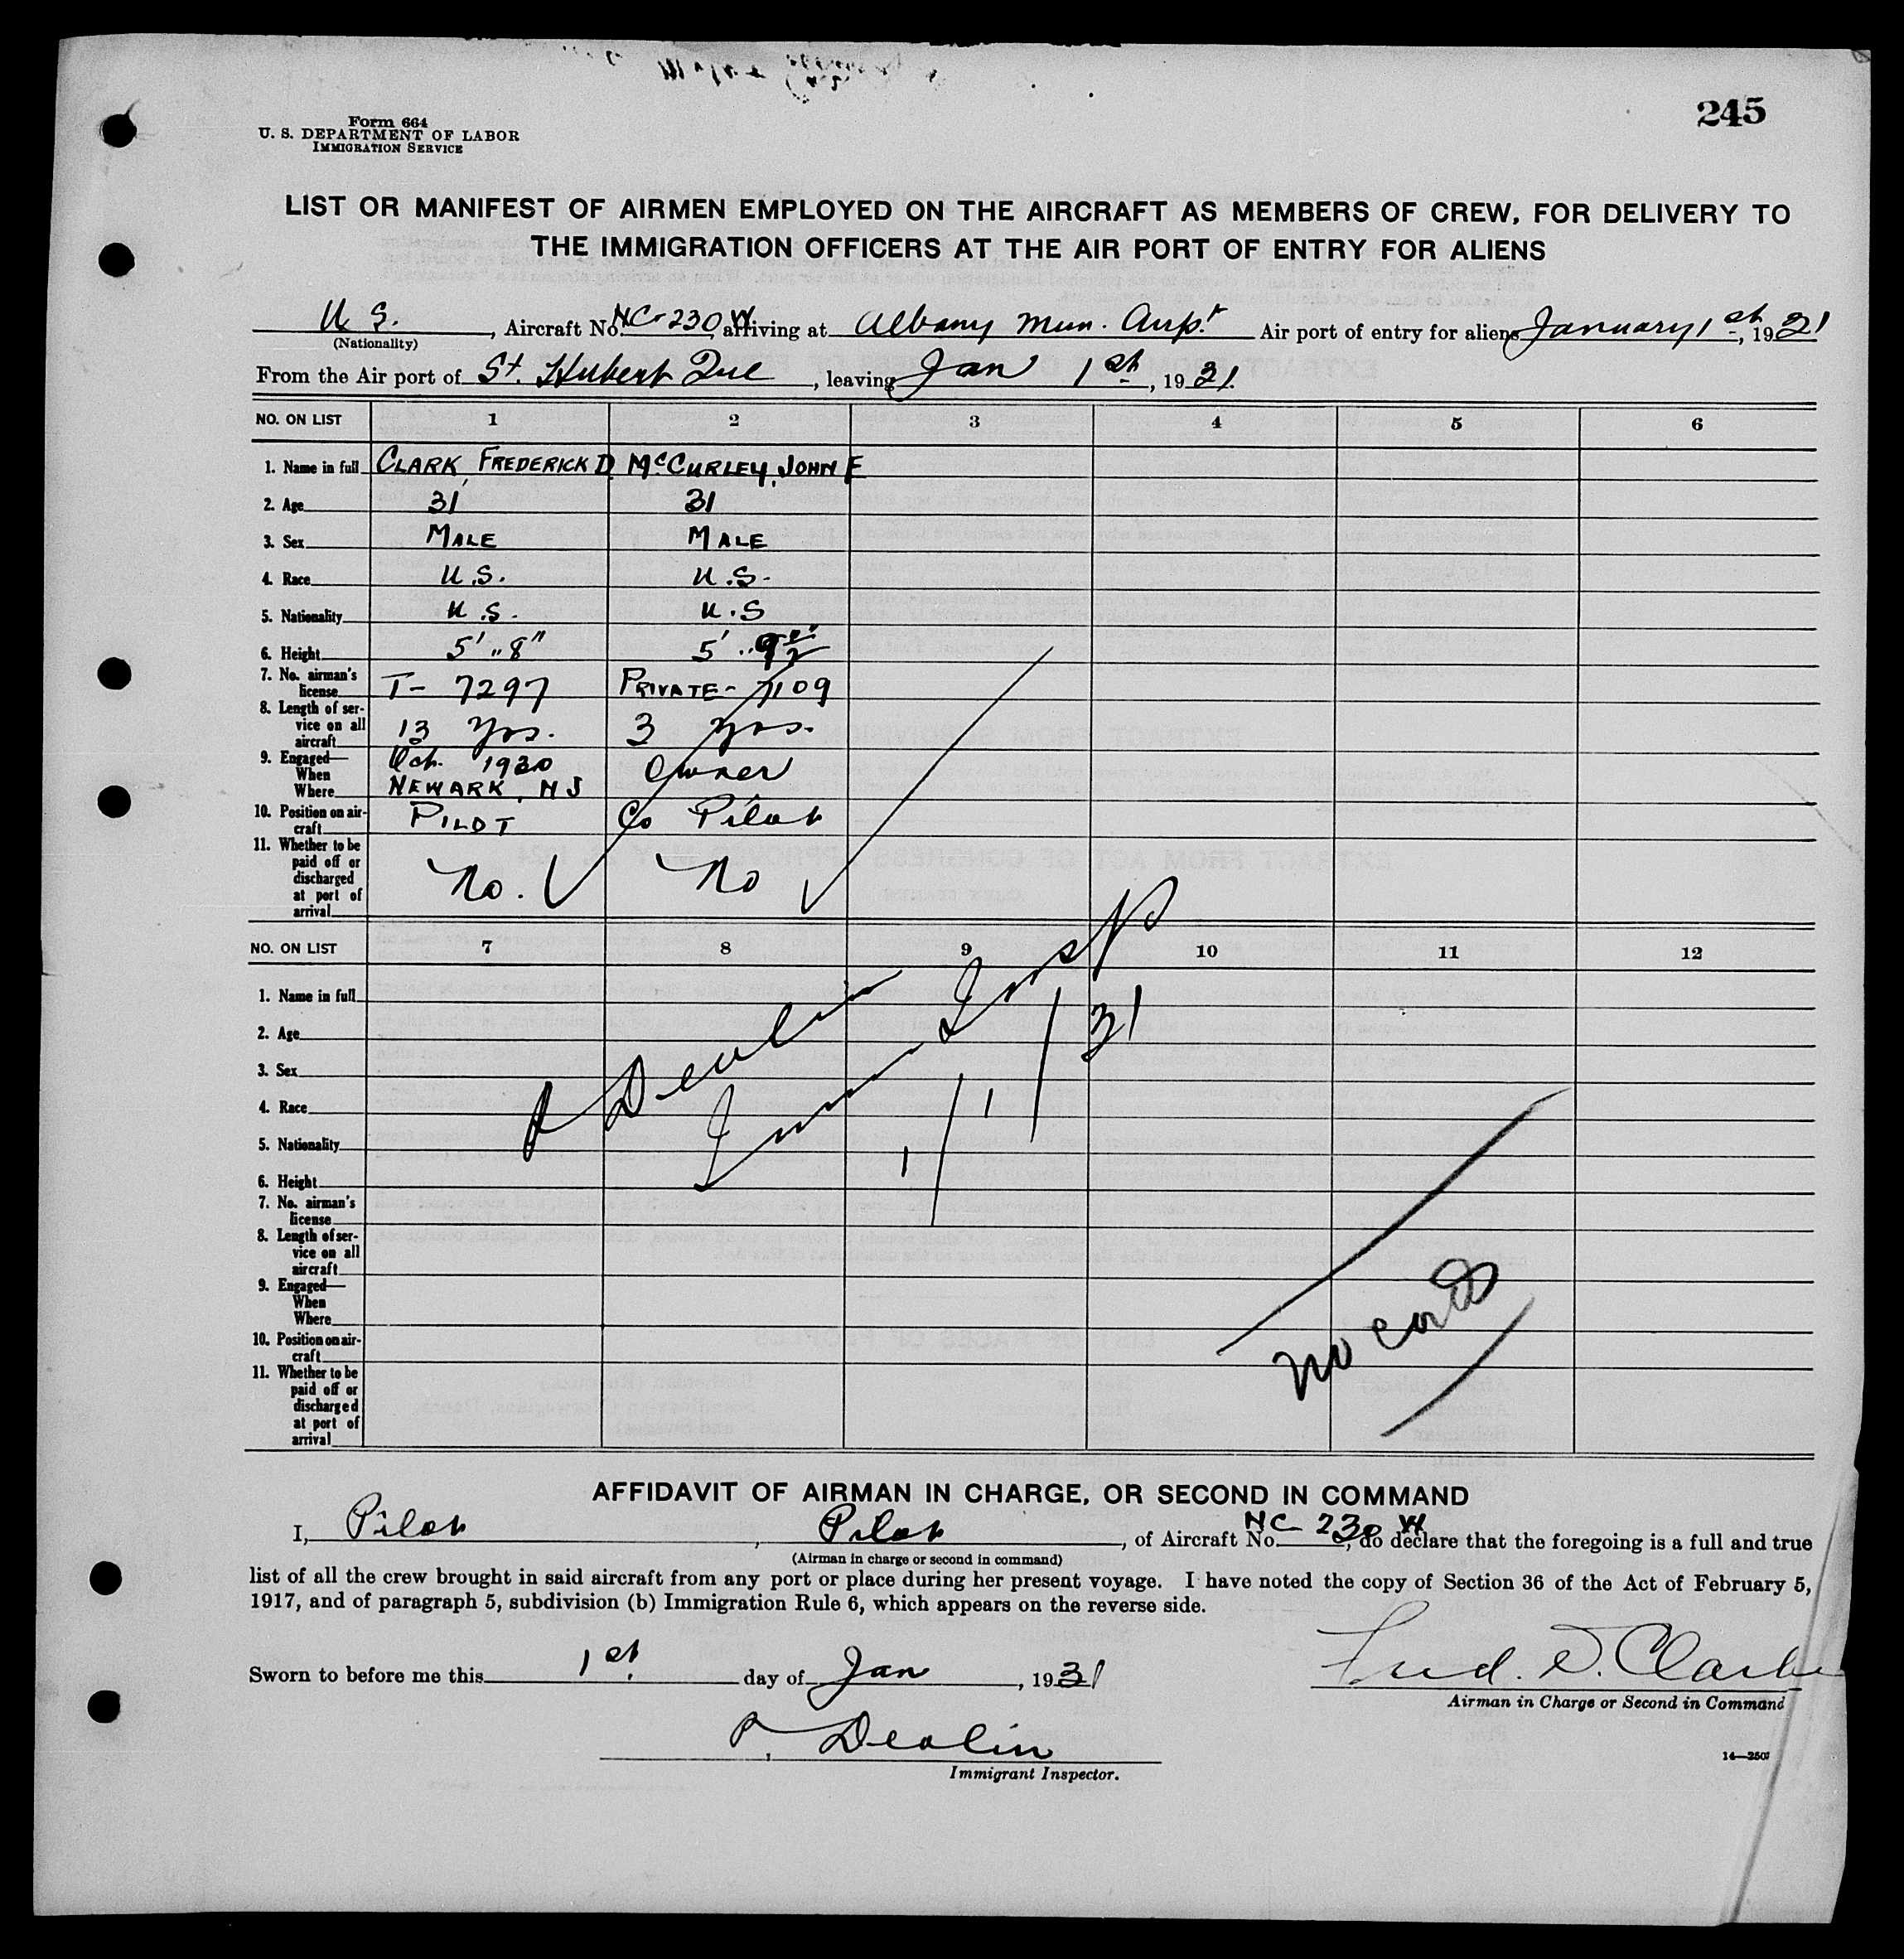 245
Form 664
U. S. DEPARTMENT OF LABOR
IMMIGRATION SERVICE
LIST OR MANIFEST OF AIRMEN EMPLOYED ON THE AIRCRAFT AS MEMBERS OF CREW, FOR DELIVERY TO
THE IMMIGRATION OFFICERS AT THE AIR PORT OF ENTRY FOR ALIENS
U S., Aircraft No. NC-230W arriving at Albany Mun. Airp.t Air port of entry for aliens January 1st, 1931
(Nationality)
From the Air port of St. Hubert Que, leaving Jan 1st, 1931.
NO. ON LIST 1 2 3 4 5 6
1. Name in full CLARK, FREDERICK D. McCURLEY, JOHN F
2. Age 31 31
3. Sex MALE MALE
4. Race U.S. U.S.
5. Nationality U.S. U.S
6. Height 5' 8" 5'
7. No. airman's license T- 7297 PRIVATE- 7109
8. Length of service on all aircraft 13 yrs. 3 yrs.
9. Engaged— Oct. 1930 Owner
When
Where NEWARK, NJ
10. Position on aircraft PILOT Co Pilot
11. Whether to be paid off or discharged at port of arrival No. No
NO. ON LIST 7 8 9 10 11 12
1. Name in full
2. Age
3. Sex
4. Race
5. Nationality
6. Height
7. No. airman's license
8. Length of service on all aircraft
9. Engaged—
When
Where
10. Position on aircraft
11. Whether to be paid off or discharged at port of arrival
Devlin
Imm Insp
1/1/31
no cards
AFFIDAVIT OF AIRMAN IN CHARGE, OR SECOND IN COMMAND
I, Pilot, Pilot, of Aircraft No. NC 230 W, do declare that the foregoing is a full and true
(Airman in charge or second in command)
list of all the crew brought in said aircraft from any port or place during her present voyage. I have noted the copy of Section 36 of the Act of February 5,
1917, and of paragraph 5, subdivision (b) Immigration Rule 6, which appears on the reverse side.
Sworn to before me this 1st. day of Jan, 1931
Fred. D. Clark
Airman in Charge or Second in Command
Devlin
Immigrant Inspector.
14—2507